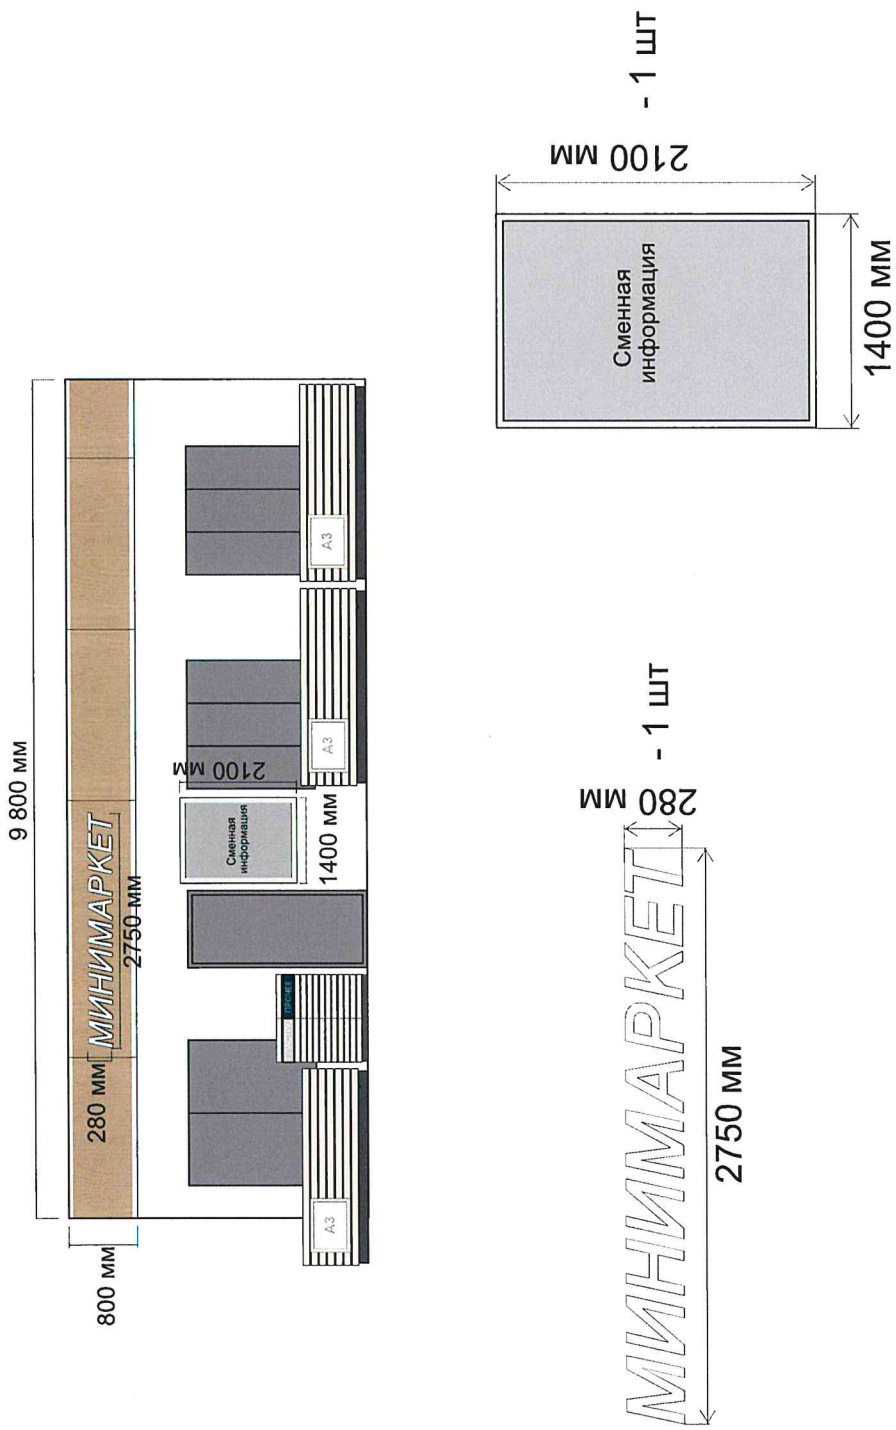 9 800 мм
800 мм
280 мм
МИНИМАРКЕТ
2750 мм
ПРОЧЕЕ
Сменная
информация
2100 мм
1400 мм
А3
А3
А3
МИНИМАРКЕТ
280 мм
- 1 шт
2750 мм
Сменная
информация
2100 мм
- 1 шт
1400 мм